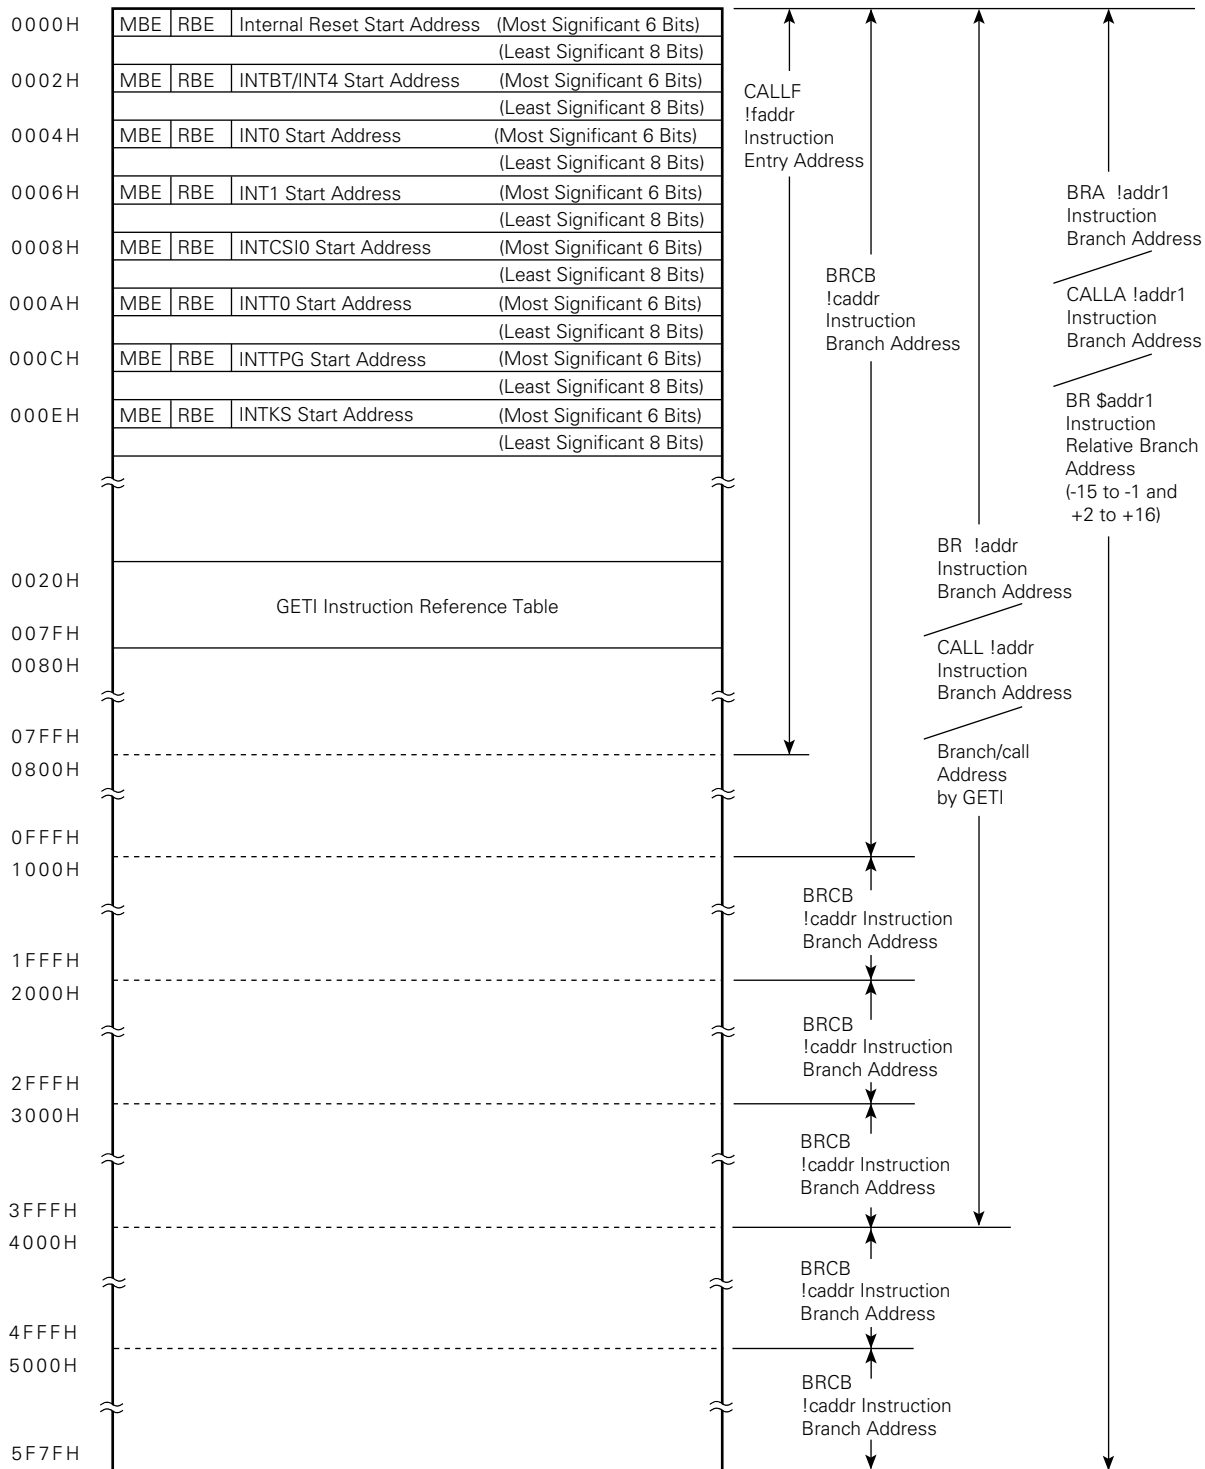 0000H MBE RBE Internal Reset Start Address (Most Significant 6 Bits)
(Least Significant 8 Bits)
0002H MBE RBE INTBT/INT4 Start Address (Most Significant 6 Bits)
(Least Significant 8 Bits)
0004H MBE RBE INT0 Start Address (Most Significant 6 Bits)
(Least Significant 8 Bits)
0006H MBE RBE INT1 Start Address (Most Significant 6 Bits)
(Least Significant 8 Bits)
0008H MBE RBE INTCSI0 Start Address (Most Significant 6 Bits)
(Least Significant 8 Bits)
000AH MBE RBE INTT0 Start Address (Most Significant 6 Bits)
(Least Significant 8 Bits)
000CH MBE RBE INTTPG Start Address (Most Significant 6 Bits)
(Least Significant 8 Bits)
000EH MBE RBE INTKS Start Address (Most Significant 6 Bits)
(Least Significant 8 Bits)
0020H
GETI Instruction Reference Table
007FH
0080H
07FFH
0800H
0FFFH
1000H
1FFFH
2000H
2FFFH
3000H
3FFFH
4000H
4FFFH
5000H
5F7FH
CALLF
!faddr
Instruction
Entry Address
BRCB
!caddr
Instruction
Branch Address
BRCB
!caddr Instruction
Branch Address
BRCB
!caddr Instruction
Branch Address
BRCB
!caddr Instruction
Branch Address
BRCB
!caddr Instruction
Branch Address
BRCB
!caddr Instruction
Branch Address
BR !addr
Instruction
Branch Address
CALL !addr
Instruction
Branch Address
Branch/call
Address
by GETI
BRA !addr1
Instruction
Branch Address
CALLA !addr1
Instruction
Branch Address
BR $addr1
Instruction
Relative Branch
Address
(-15 to -1 and
+2 to +16)